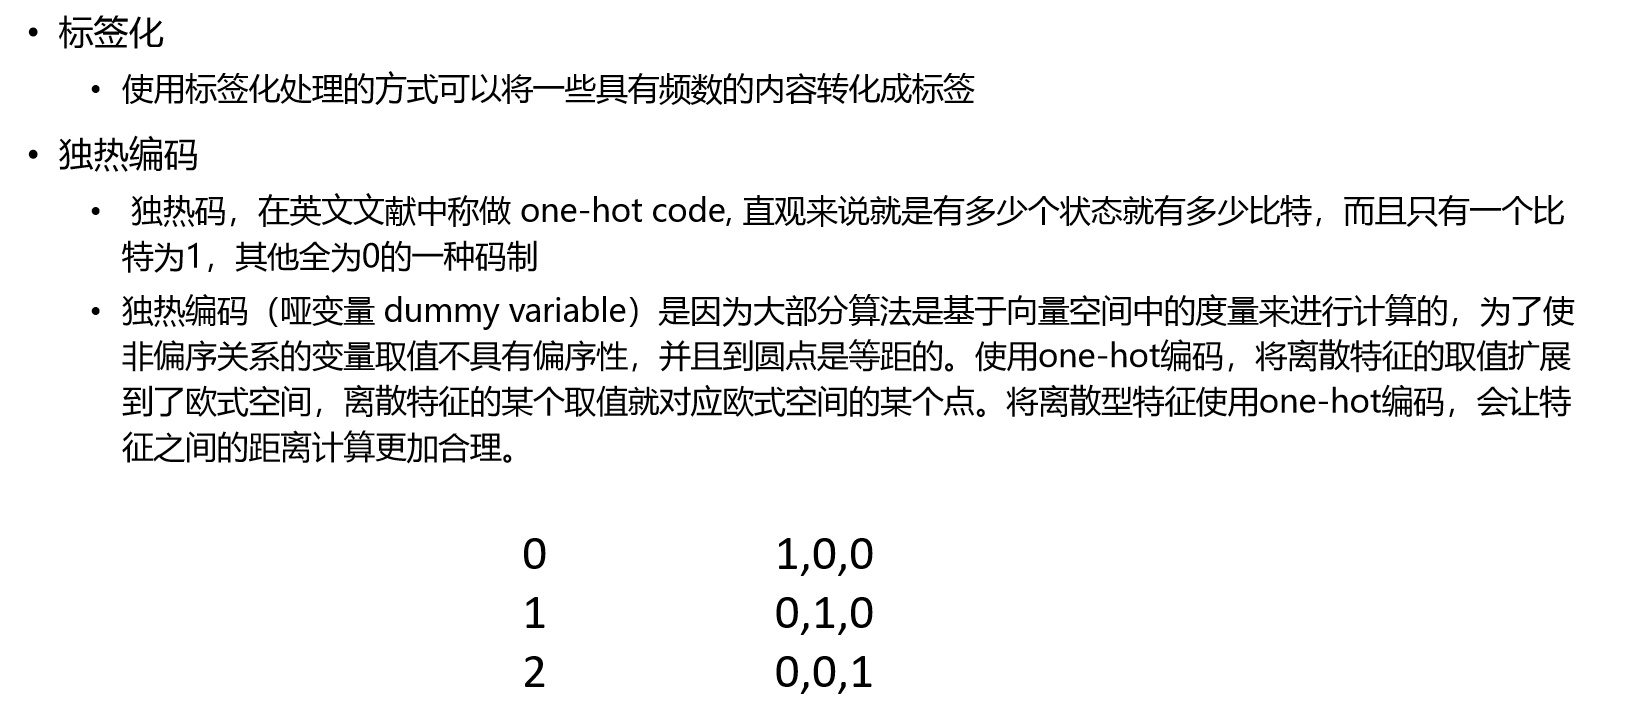 • 标签化
• 使用标签化处理的方式可以将一些具有频数的内容转化成标签
• 独热编码
• 独热码，在英文文献中称做 one-hot code, 直观来说就是有多少个状态就有多少比特，而且只有一个比
特为1，其他全为0的一种码制
• 独热编码（哑变量 dummy variable）是因为大部分算法是基于向量空间中的度量来进行计算的，为了使
非偏序关系的变量取值不具有偏序性，并且到圆点是等距的。使用one-hot编码，将离散特征的取值扩展
到了欧式空间，离散特征的某个取值就对应欧式空间的某个点。将离散型特征使用one-hot编码，会让特
征之间的距离计算更加合理。
0 1,0,0
1 0,1,0
2 0,0,1